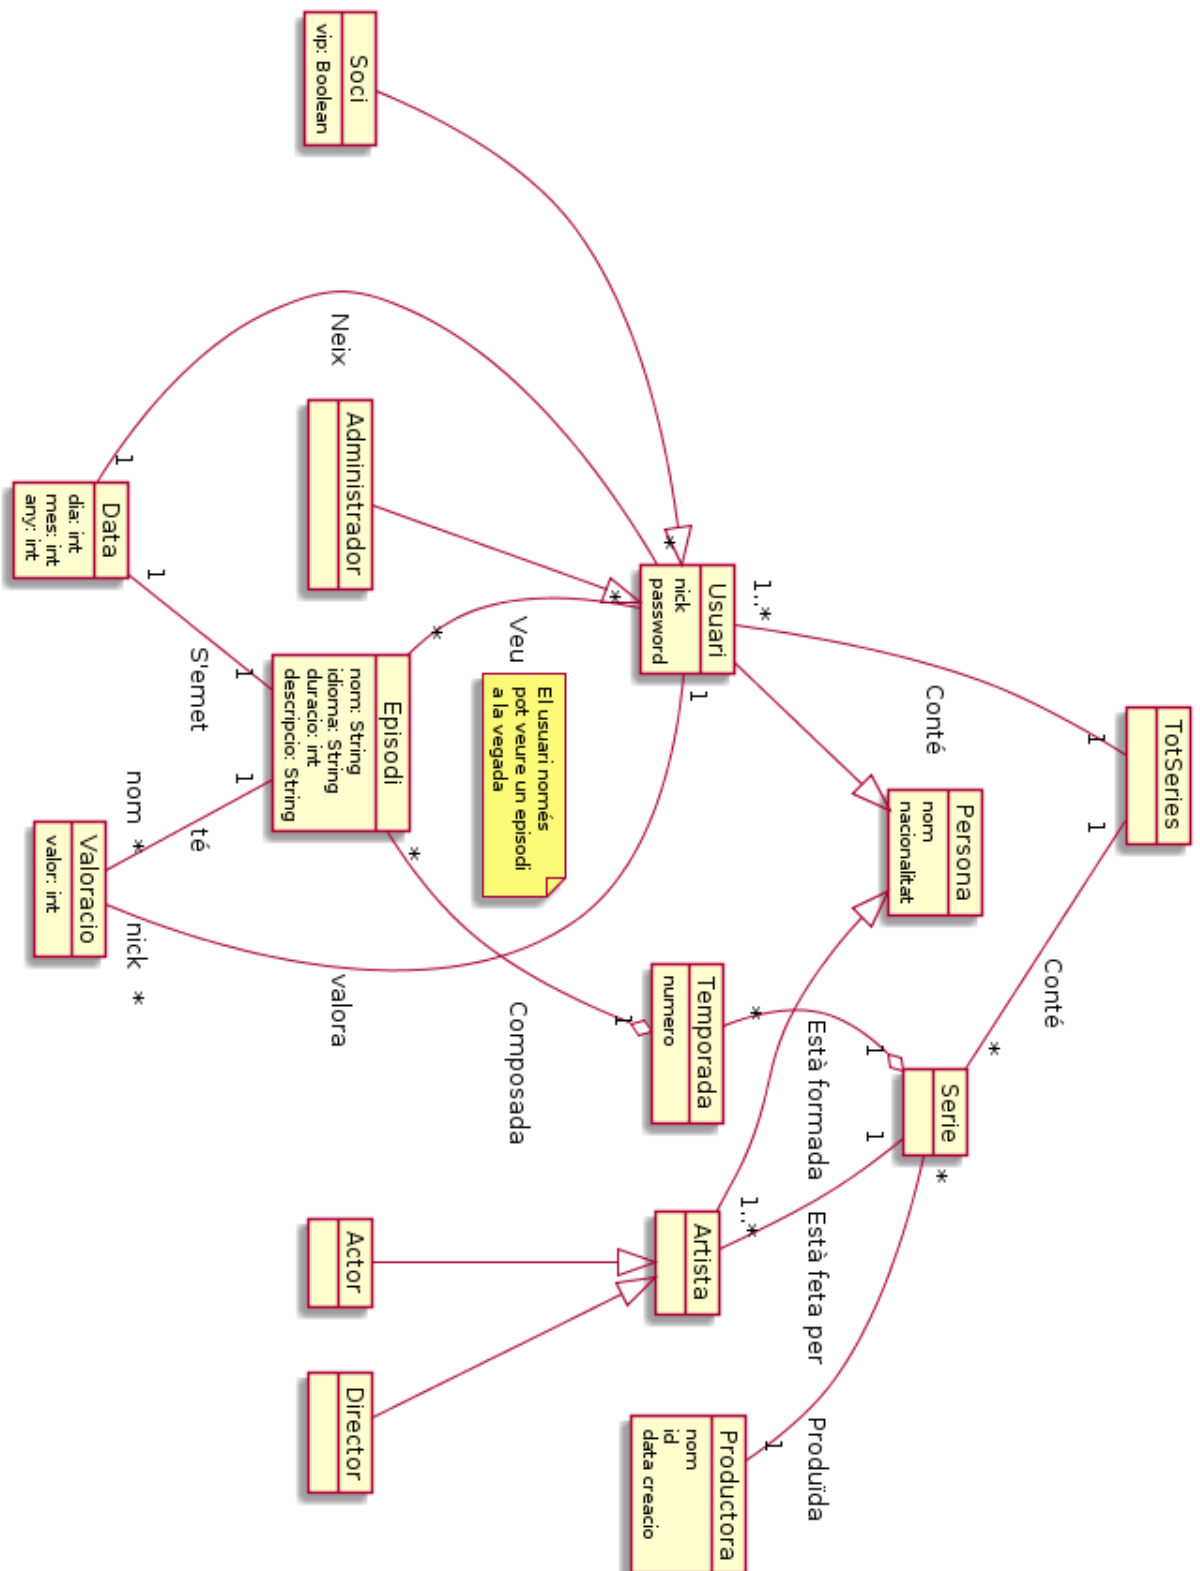 TotSeries
1
1
Conté
Conté
1..*
*
Persona
nom
nacionalitat
Serie
*
1
1
Està formada
Està feta per
Produïda
Usuari
nick
password
*
*
1
Temporada
numero
*
1
Artista
1..*
Productora
nom
id
data creacio
1
El usuari només
pot veure un episodi
a la vegada
Veu
Composada
Soci
vip: Boolean
Neix
Administrador
Episodi
nom: String
idioma: String
duracio: int
descripcio: String
*
*
1
1
valora
Actor
Director
S'emet
té
1
1
Data
dia: int
mes: int
any: int
nom
*
nick
*
Valoracio
valor: int